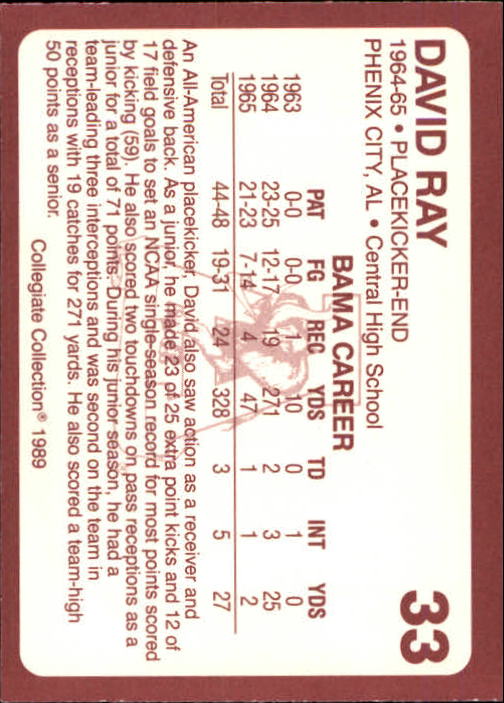 DAVID RAY 33
1964-65 • PLACEKICKER-END
PHENIX CITY, AL • Central High School
BAMA CAREER
PAT FG REC YDS TD INT YDS
1963 0-0 0-0 1 10 0 1 0
1964 23-25 12-17 19 271 2 3 25
1965 21-23 7-14 4 47 1 1 2
Total 44-48 19-31 24 328 3 5 27
An All-American placekicker, David also saw action as a receiver and
defensive back. As a junior, he made 23 of 25 extra point kicks and 12 of
17 field goals to set an NCAA single-season record for most points scored
by kicking (59). He also scored two touchdowns on pass receptions as a
junior for a total of 71 points. During his junior season, he had a
team-leading three interceptions and was second on the team in
receptions with 19 catches for 271 yards. He also scored a team-high
50 points as a senior.
Collegiate Collection® 1989